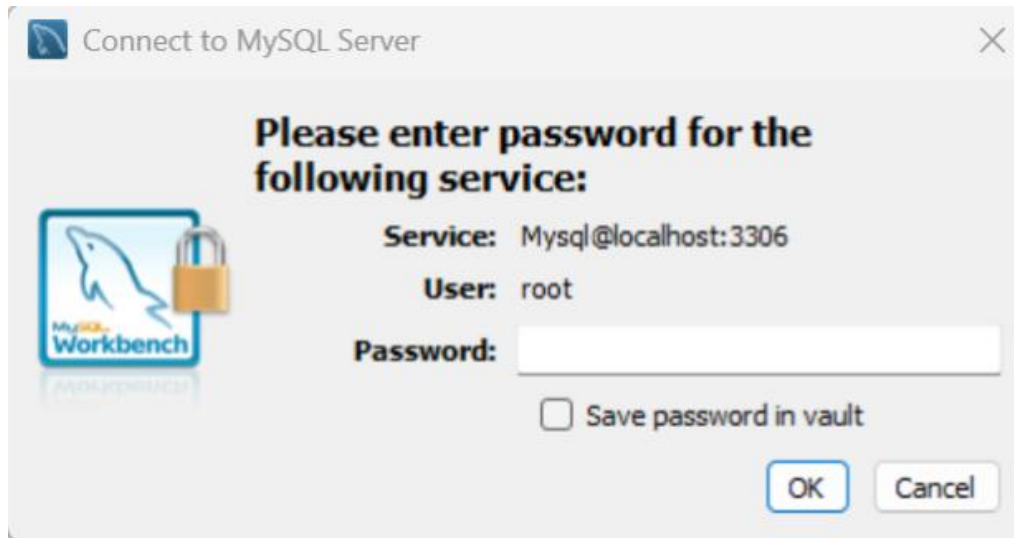 Connect to MySQL Server
Please enter password for the
following service:
Service: Mysql@localhost:3306
User: root
MySQL
Workbench
Password:
Save password in vault
OK Cancel